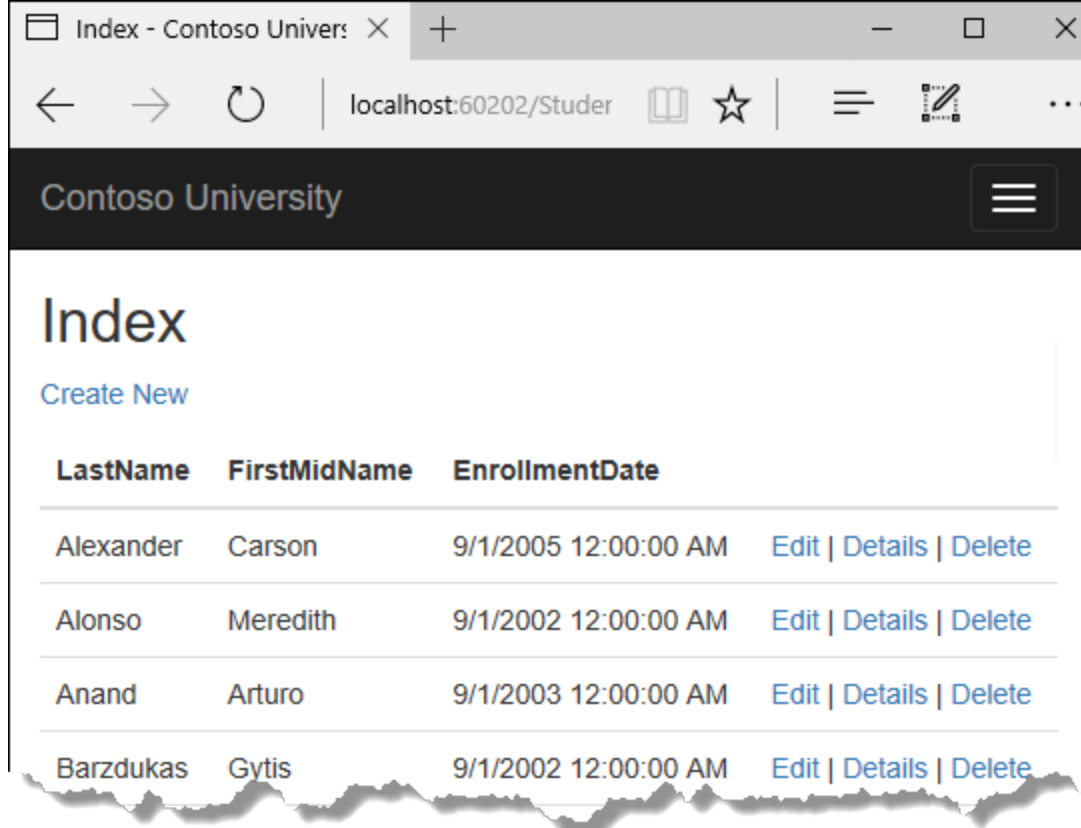 Index - Contoso Univers
localhost:60202/Studer
Contoso University
Index
Create New
LastName FirstMidName EnrollmentDate
Alexander Carson 9/1/2005 12:00:00 AM Edit | Details | Delete
Alonso Meredith 9/1/2002 12:00:00 AM Edit | Details | Delete
Anand Arturo 9/1/2003 12:00:00 AM Edit | Details | Delete
Barzdukas Gytis 9/1/2002 12:00:00 AM Edit | Details | Delete